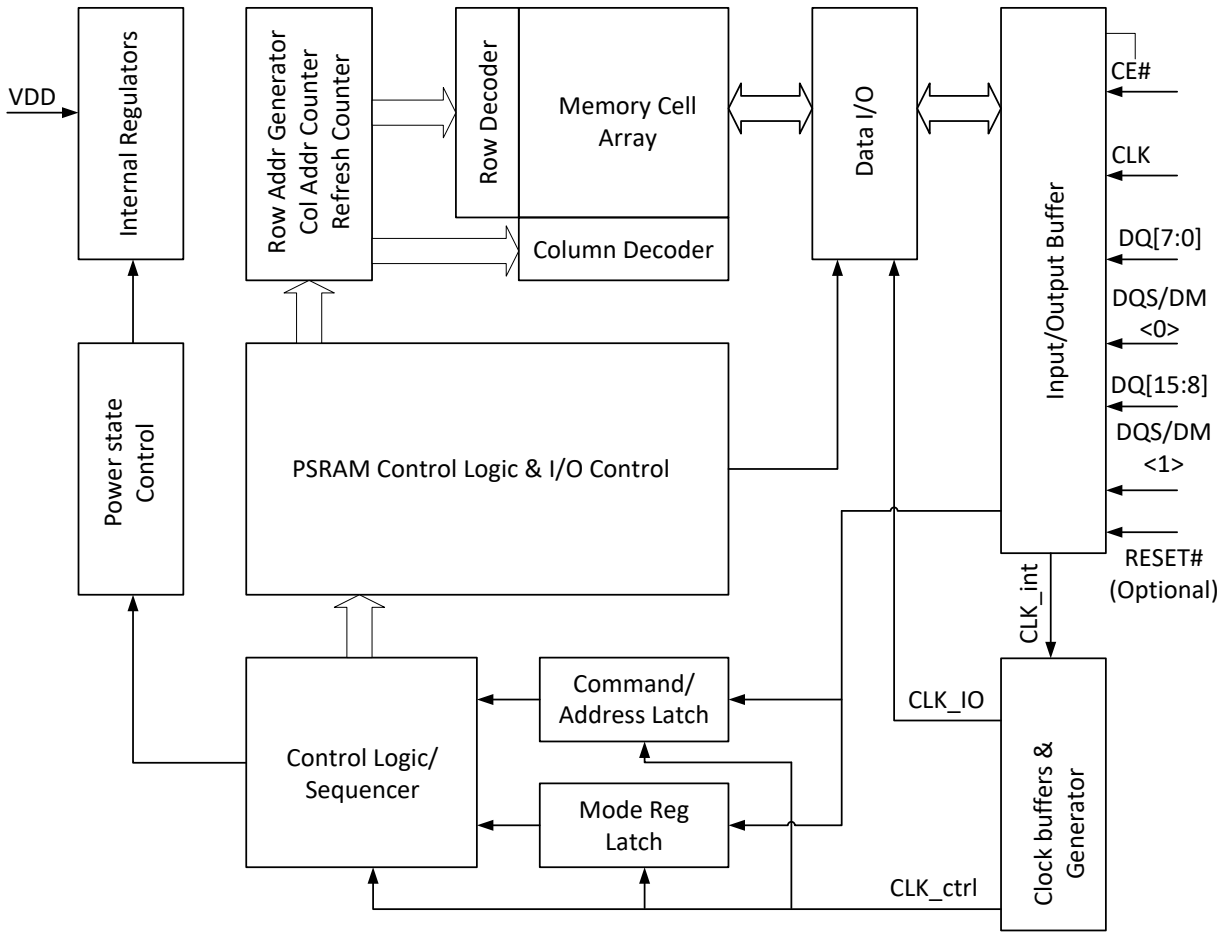 VDD
Internal Regulators
Row Addr Generator
Col Addr Counter
Refresh Counter
Row Decoder
Memory Cell
Array
Column Decoder
Data I/O
Input/Output Buffer
CE#
CLK
DQ[7:0]
DQS/DM
<0>
DQ[15:8]
DQS/DM
<1>
RESET#
(Optional)
Power state
Control
PSRAM Control Logic & I/O Control
CLK_int
Control Logic/
Sequencer
Command/
Address Latch
Mode Reg
Latch
CLK_IO
CLK_ctrl
Clock buffers &
Generator